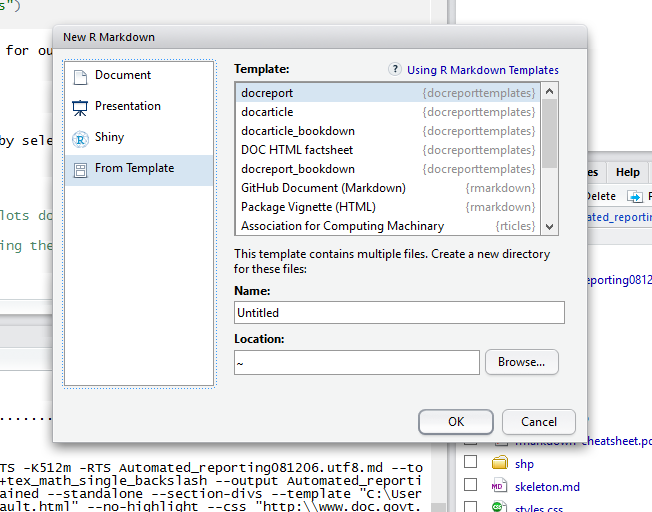 s")
New R Markdown
for ou
Document
Presentation
Shiny
From Template
Template:
? Using R Markdown Templates
docreport {docreporttemplates}
docarticle {docreporttemplates}
docarticle_bookdown {docreporttemplates}
DOC HTML factsheet {docreporttemplates}
docreport_bookdown {docreporttemplates}
GitHub Document (Markdown) {rmarkdown}
Package Vignette (HTML) {rmarkdown}
Association for Computing Machinary {rticles}
This template contains multiple files. Create a new directory
for these files:
Name:
Untitled
Location:
~
Browse...
OK
Cancel
by sele
lots do
ing the
es Help
Delete
ated_reporting
eporting0812
cheatsheet.pd
shp
skeleton.md
styles.css
TS -K512m -RTS Automated_reporting081206.utf8.md --to
+tex_math_single_backslash --output Automated_reporti
ained --standalone --section-divs --template "C:\User
ault.html" --no-highlight --css "http:\\www.doc.govt.